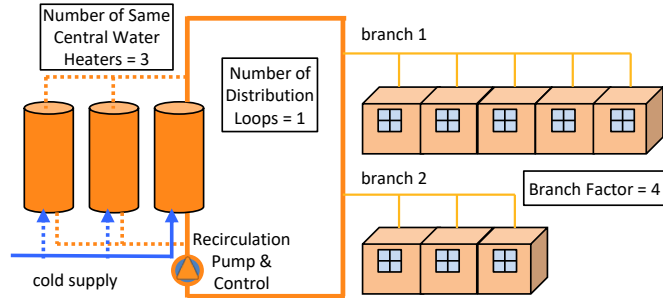 Number of Same
Central Water
Heaters = 3
Number of
Distribution
Loops = 1
branch 1
branch 2
Branch Factor = 4
Recirculation
Pump &
Control
cold supply